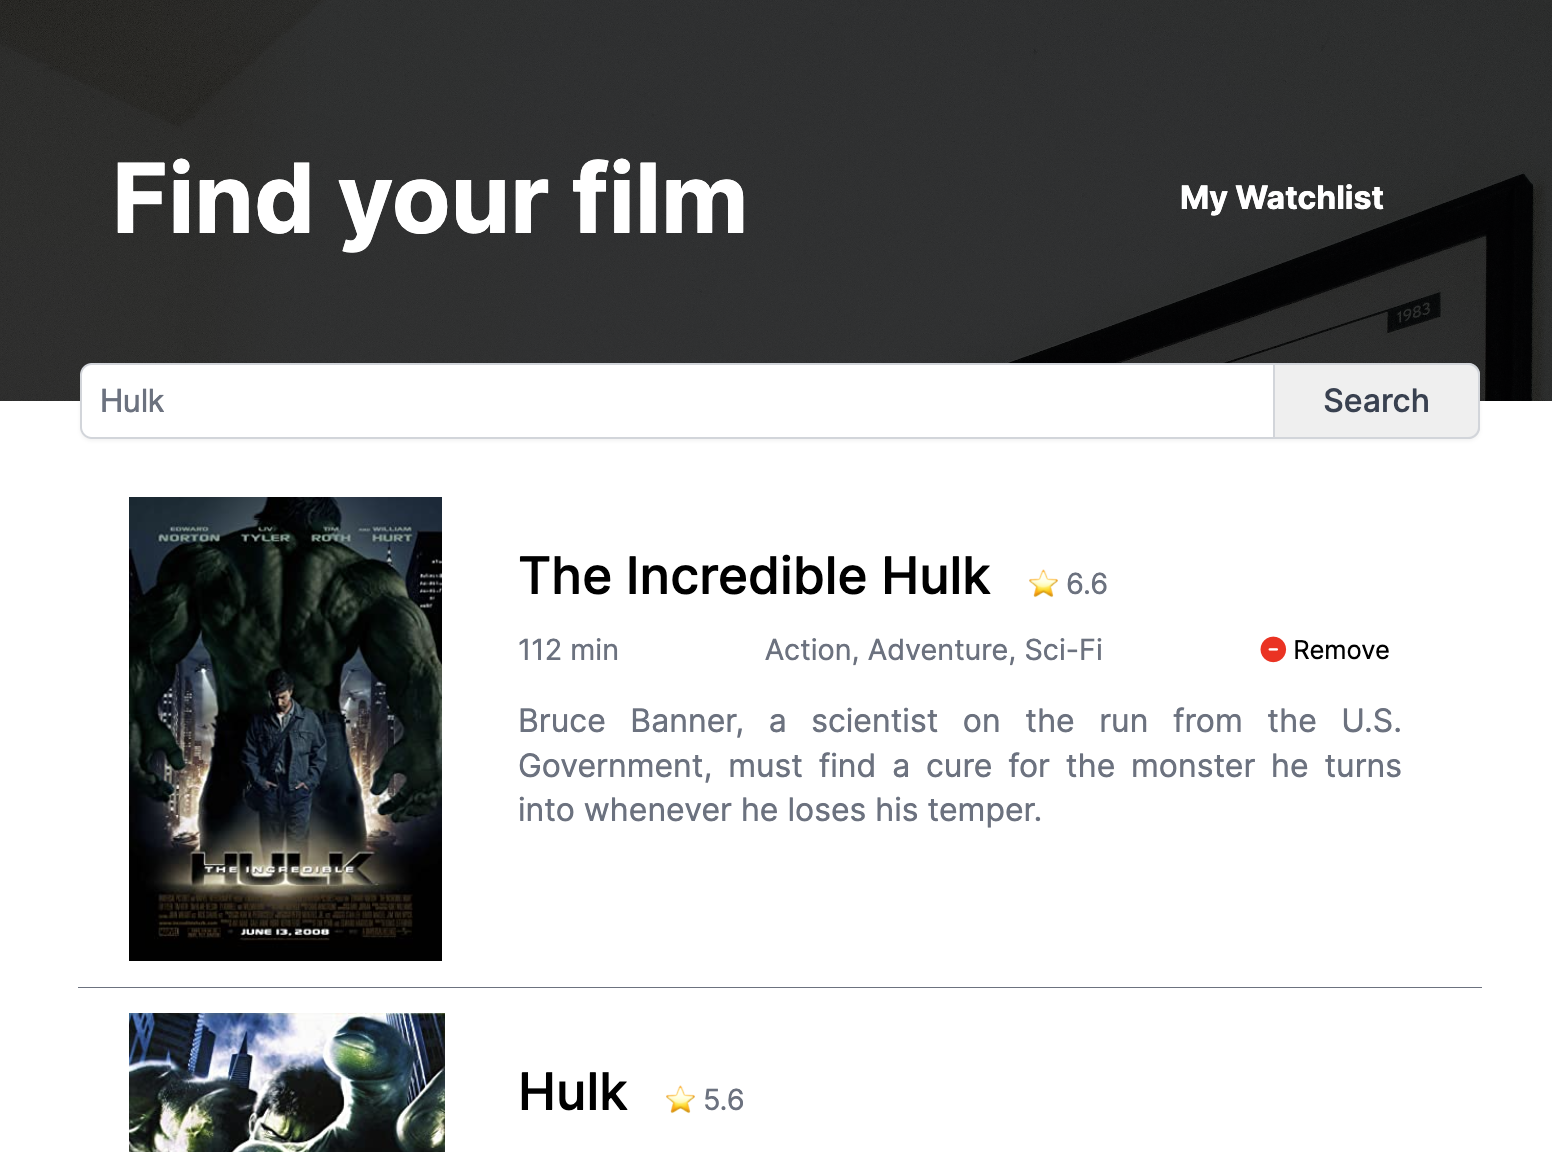 Find your film
My Watchlist
1983
Hulk
Search
EDWARD NORTON LIV TYLER TIM ROTH AND WILLIAM HURT
THE INCREDIBLE
HULK
JUNE 13, 2008
The Incredible Hulk ⭐ 6.6
112 min Action, Adventure, Sci-Fi Remove
Bruce Banner, a scientist on the run from the U.S.
Government, must find a cure for the monster he turns
into whenever he loses his temper.
Hulk ⭐ 5.6